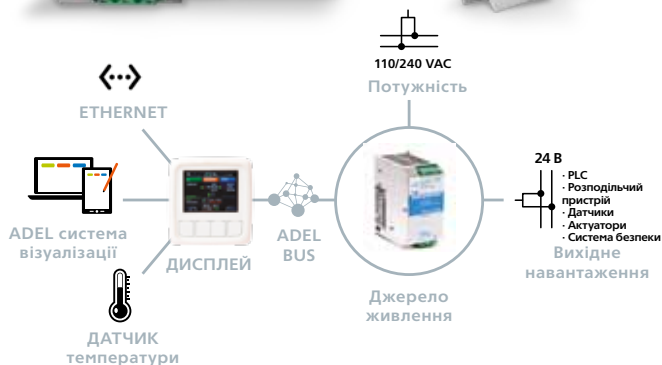 110/240 VAC
Потужність
ETHERNET
24 В
· PLC
· Розподільчий
пристрій
· Датчики
· Актуатори
· Система безпеки
Вихідне
навантаження
ADEL система
візуалізації
ДИСПЛЕЙ
ADEL
BUS
Джерело
живлення
ДАТЧИК
температури